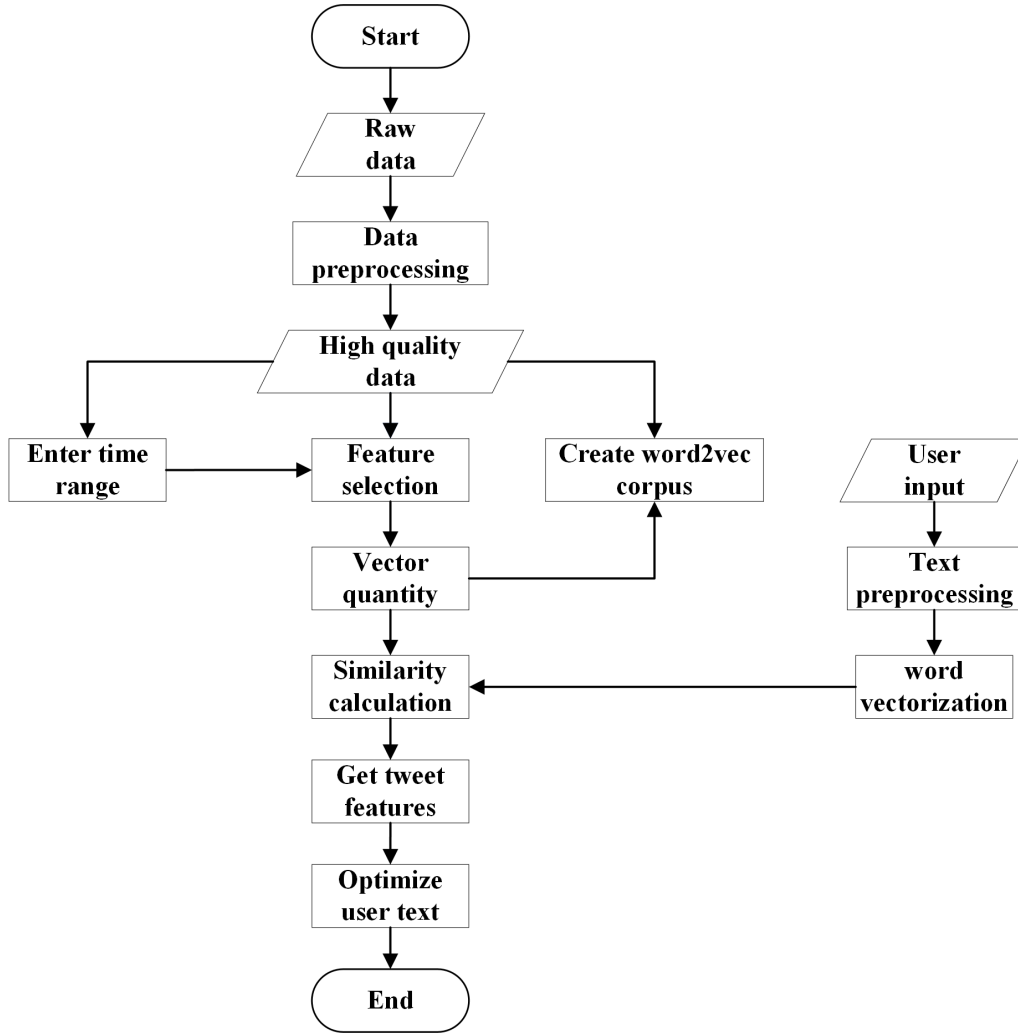 Start
Raw
data
Data
preprocessing
High quality
data
Enter time
range
Feature
selection
Create word2vec
corpus
User
input
Vector
quantity
Text
preprocessing
Similarity
calculation
word
vectorization
Get tweet
features
Optimize
user text
End